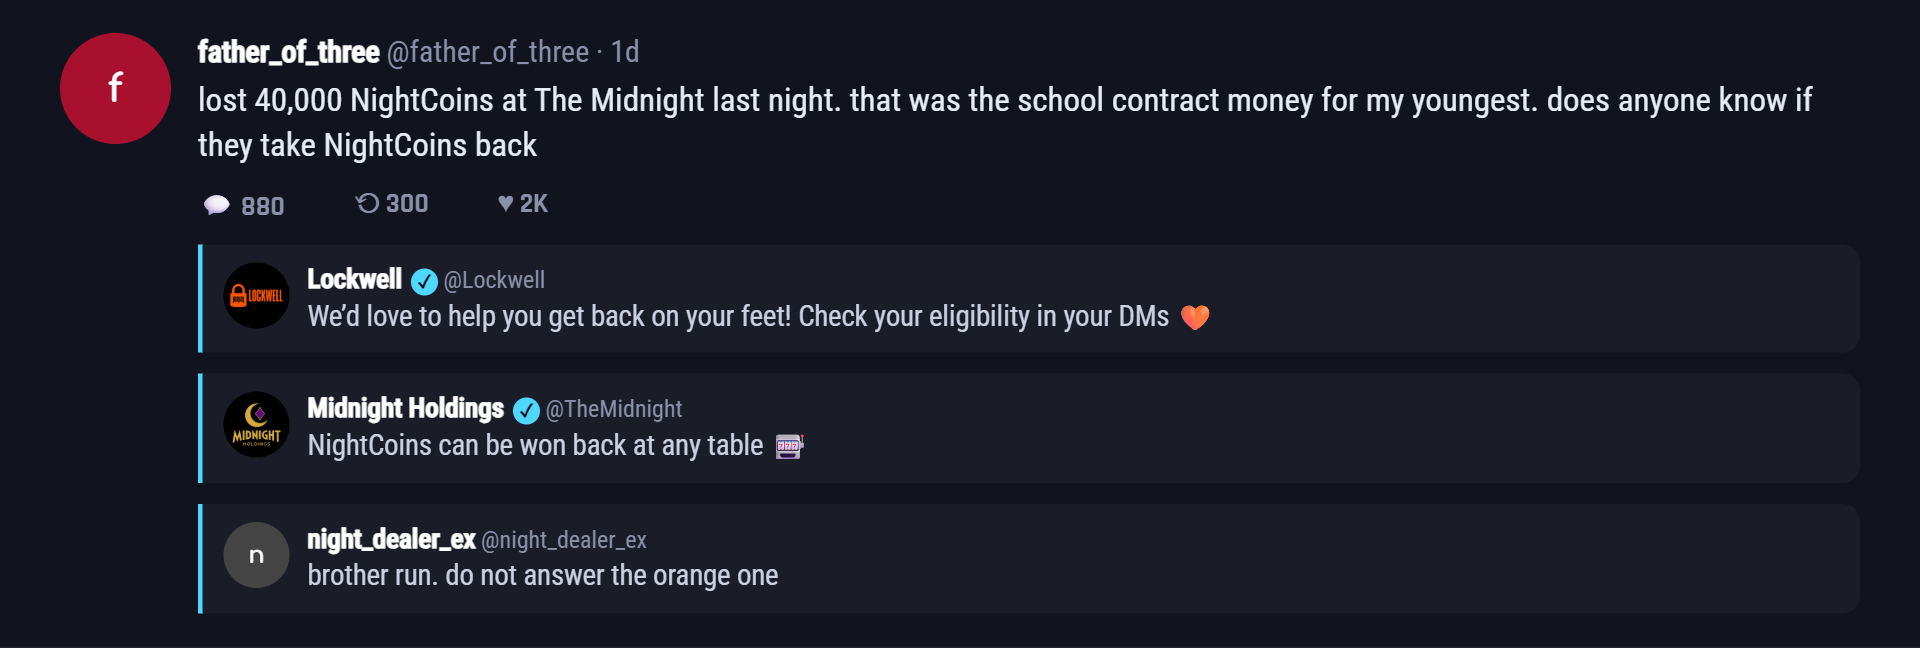 f
father_of_three @father_of_three · 1d
lost 40,000 NightCoins at The Midnight last night. that was the school contract money for my youngest. does anyone know if
they take NightCoins back
💬 880 300 ♥ 2K
LOCKWELL
Lockwell @Lockwell
We’d love to help you get back on your feet! Check your eligibility in your DMs 🧡
MIDNIGHT
HOLDINGS
Midnight Holdings @TheMidnight
NightCoins can be won back at any table 🎰
n
night_dealer_ex @night_dealer_ex
brother run. do not answer the orange one